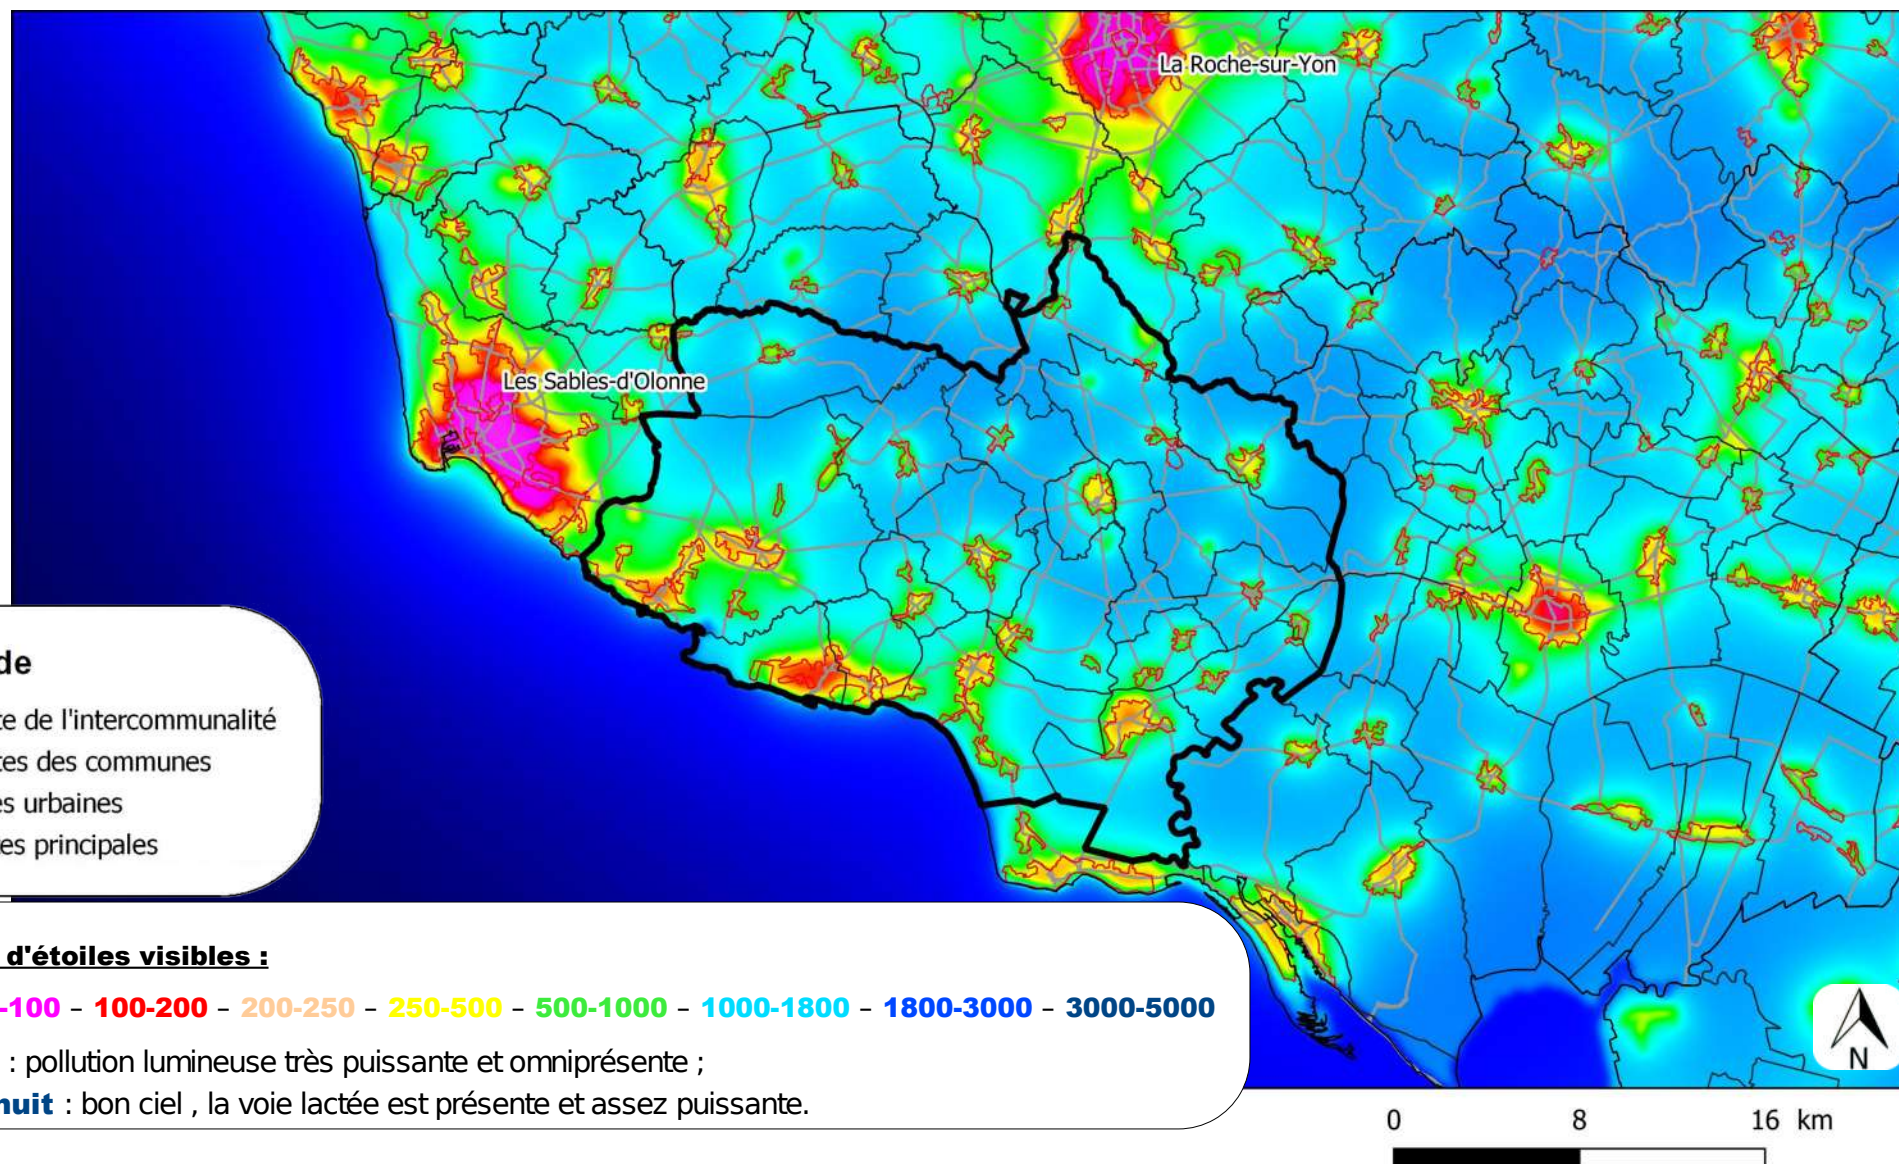 La Roche-sur-Yon
Les Sables-d'Olonne
de
te de l'intercommunalité
tes des communes
es urbaines
es principales
d'étoiles visibles :
-100 – 100-200 – 200-250 – 250-500 – 500-1000 – 1000-1800 – 1800-3000 – 3000-5000
: pollution lumineuse très puissante et omniprésente ;
nuit : bon ciel , la voie lactée est présente et assez puissante.
N
0 8 16 km